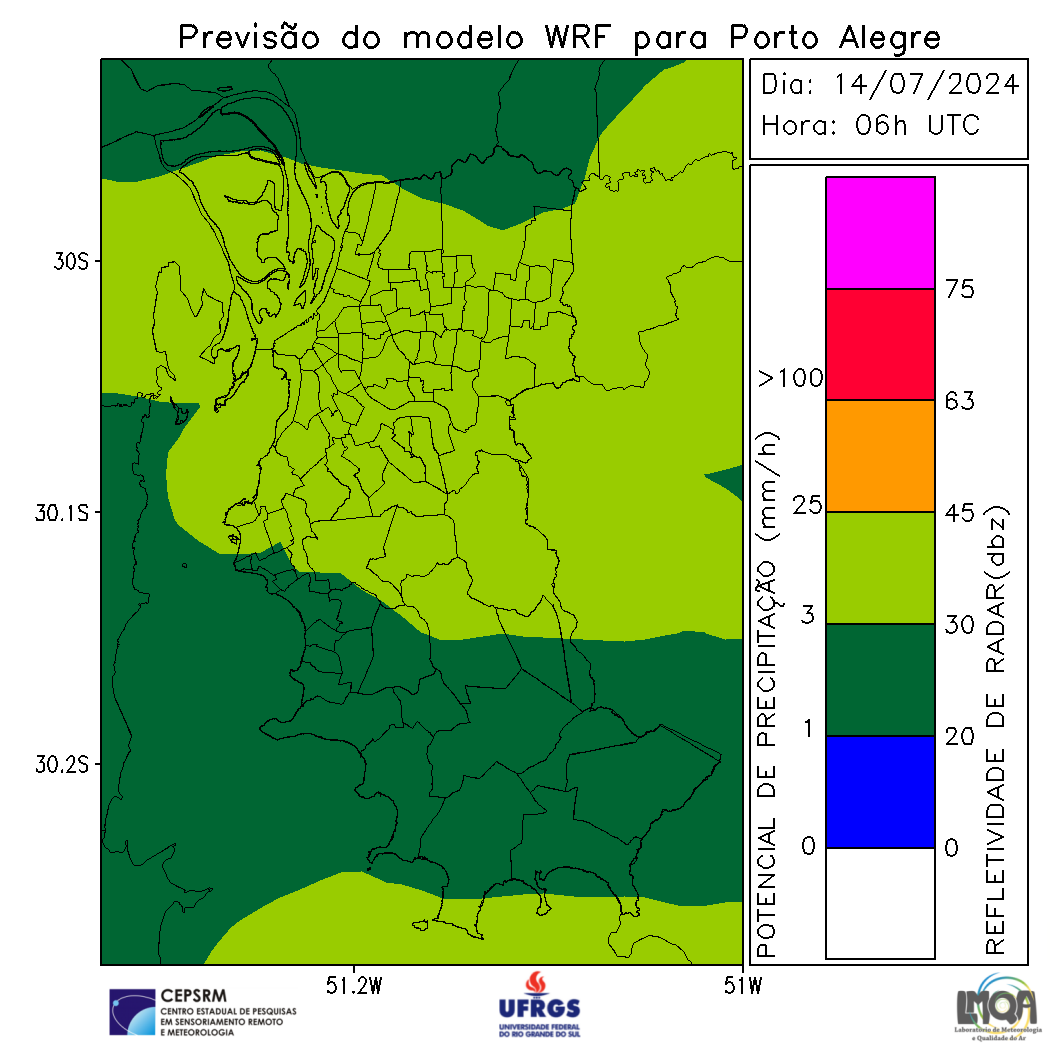 Previsão do modelo WRF para Porto Alegre
Dia: 14/07/2024
Hora: 06h UTC
30S
30.1S
30.2S
51.2W
51W
POTENCIAL DE PRECIPITAÇÃO (mm/h)
>100
25
3
1
0
75
63
45
30
20
0
REFLETIVIDADE DE RADAR(dbz)
CEPSRM
CENTRO ESTADUAL DE PESQUISAS
EM SENSORIAMENTO REMOTO
E METEOROLOGIA
UFRGS
UNIVERSIDADE FEDERAL
DO RIO GRANDE DO SUL
LMQA
Laboratório de Meteorologia
e Qualidade do Ar